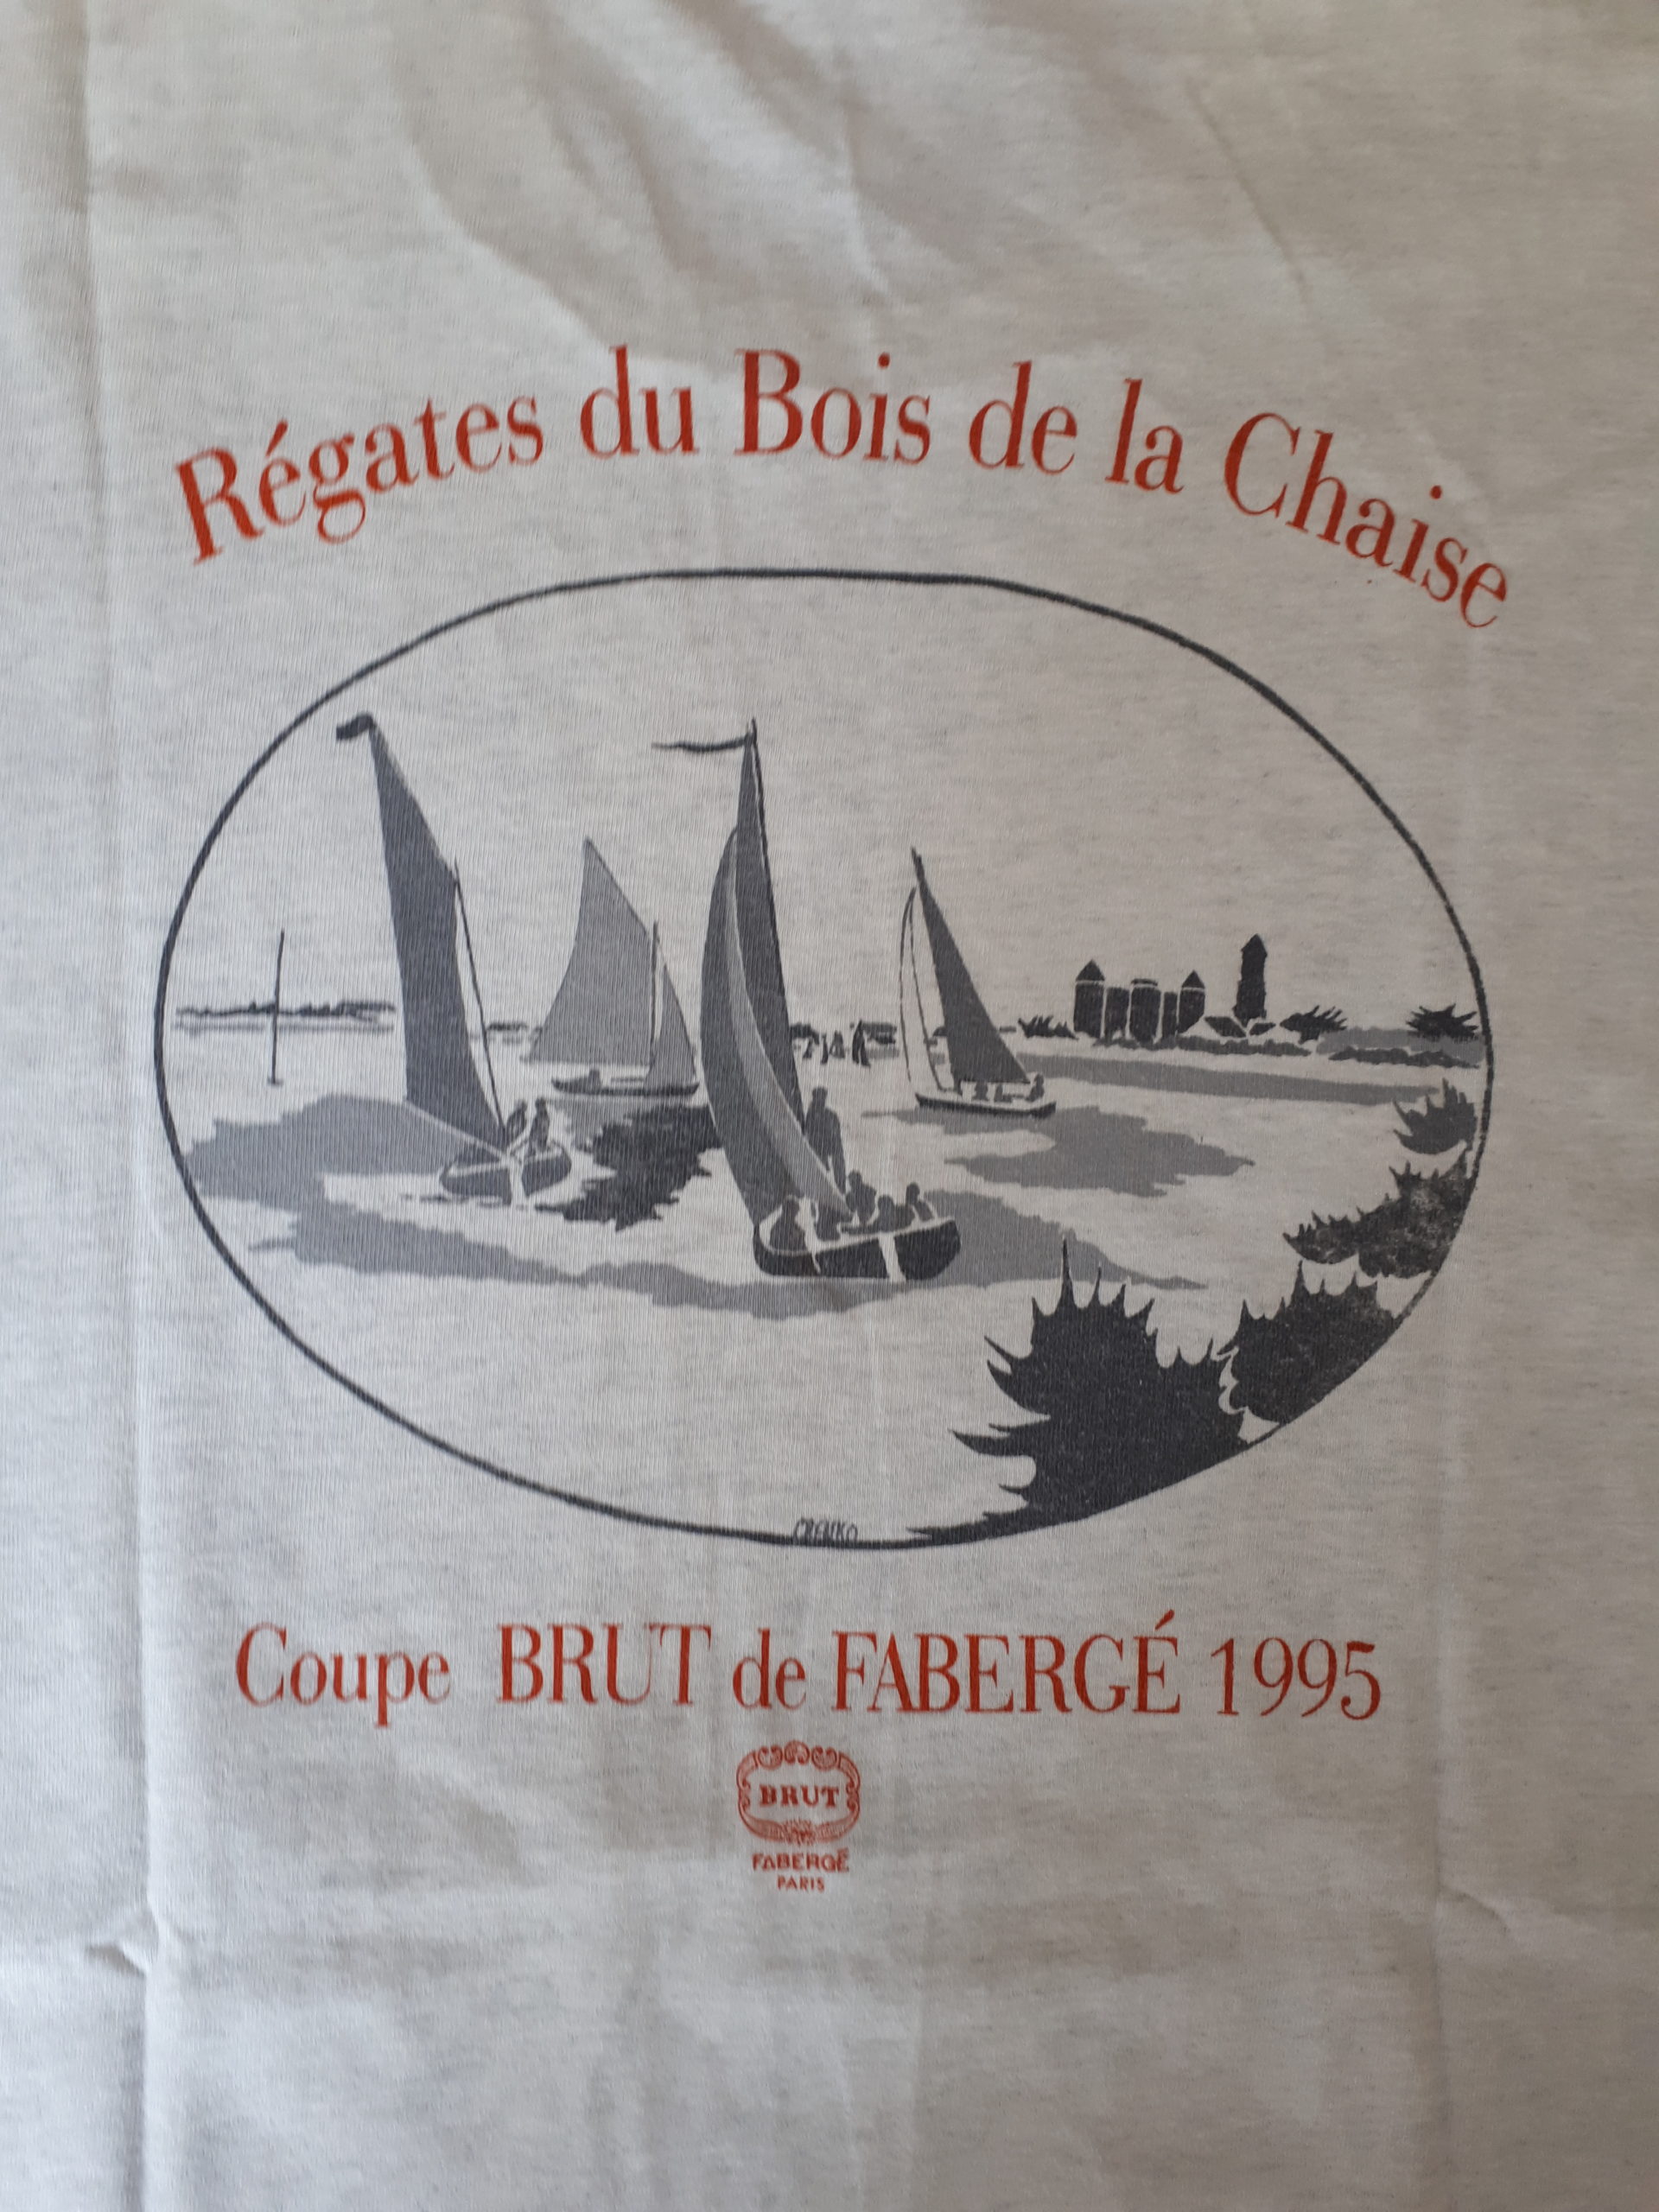 Régates du Bois de la Chaise
Coupe BRUT de FABERGÉ 1995
BRUT
FABERGÉ
PARIS